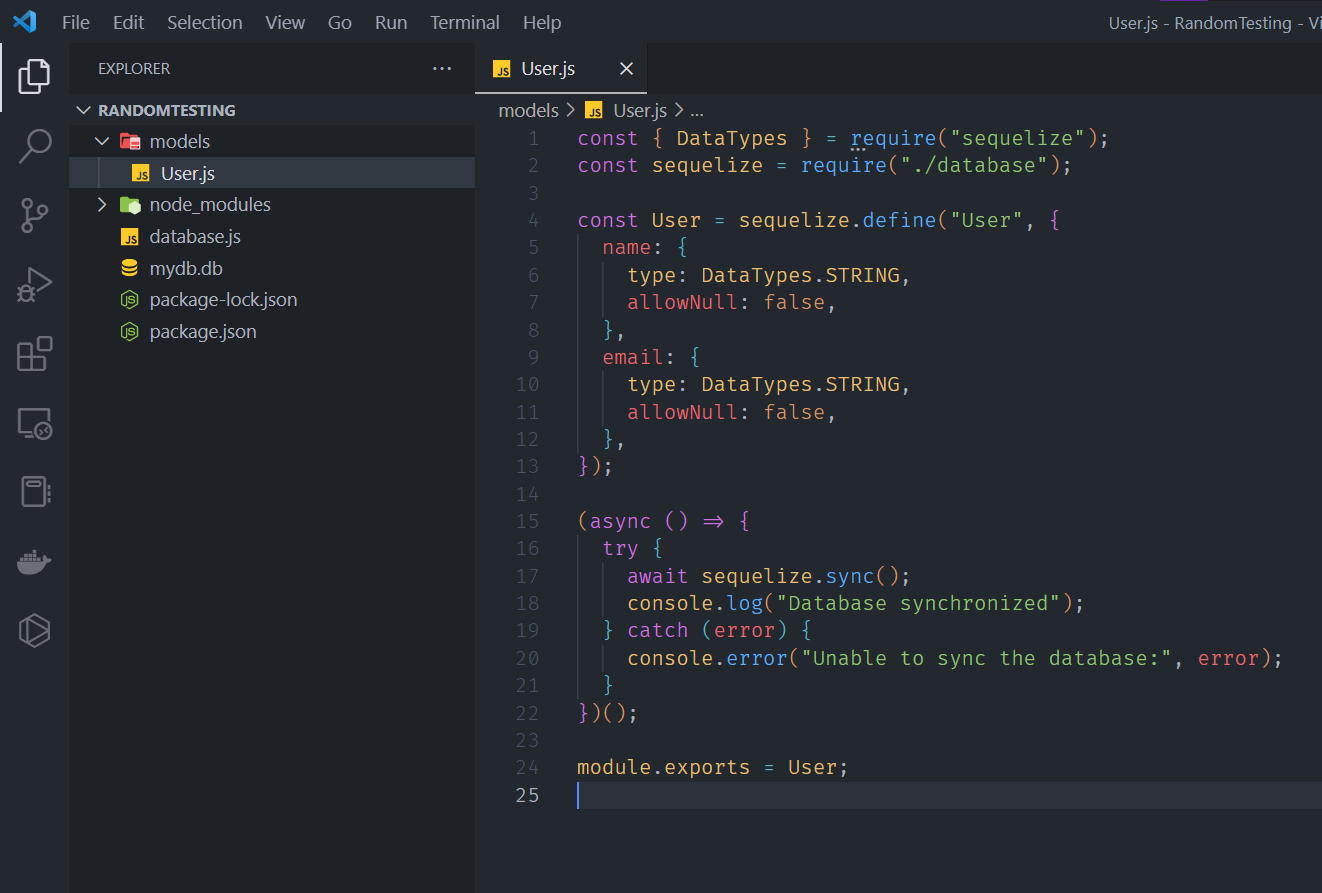 File Edit Selection View Go Run Terminal Help
User.js - RandomTesting - Vi
EXPLORER ...
RANDOMTESTING
models
JS User.js
node_modules
JS database.js
mydb.db
package-lock.json
package.json
JS User.js
models > JS User.js > ...
1 const { DataTypes } = require("sequelize");
2 const sequelize = require("./database");
3
4 const User = sequelize.define("User", {
5 name: {
6 type: DataTypes.STRING,
7 allowNull: false,
8 },
9 email: {
10 type: DataTypes.STRING,
11 allowNull: false,
12 },
13 });
14
15 (async () => {
16 try {
17 await sequelize.sync();
18 console.log("Database synchronized");
19 } catch (error) {
20 console.error("Unable to sync the database:", error);
21 }
22 })();
23
24 module.exports = User;
25